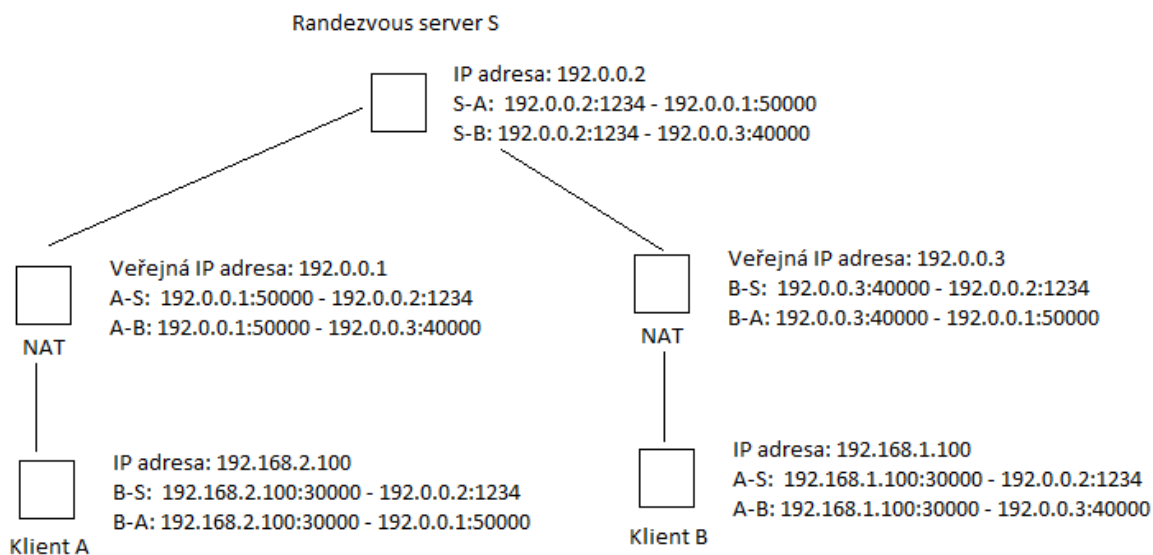 Randezvous server S
IP adresa: 192.0.0.2
S-A: 192.0.0.2:1234 - 192.0.0.1:50000
S-B: 192.0.0.2:1234 - 192.0.0.3:40000
Veřejná IP adresa: 192.0.0.1
A-S: 192.0.0.1:50000 - 192.0.0.2:1234
A-B: 192.0.0.1:50000 - 192.0.0.3:40000
NAT
Veřejná IP adresa: 192.0.0.3
B-S: 192.0.0.3:40000 - 192.0.0.2:1234
B-A: 192.0.0.3:40000 - 192.0.0.1:50000
NAT
IP adresa: 192.168.2.100
B-S: 192.168.2.100:30000 - 192.0.0.2:1234
B-A: 192.168.2.100:30000 - 192.0.0.1:50000
Klient A
IP adresa: 192.168.1.100
A-S: 192.168.1.100:30000 - 192.0.0.2:1234
A-B: 192.168.1.100:30000 - 192.0.0.3:40000
Klient B